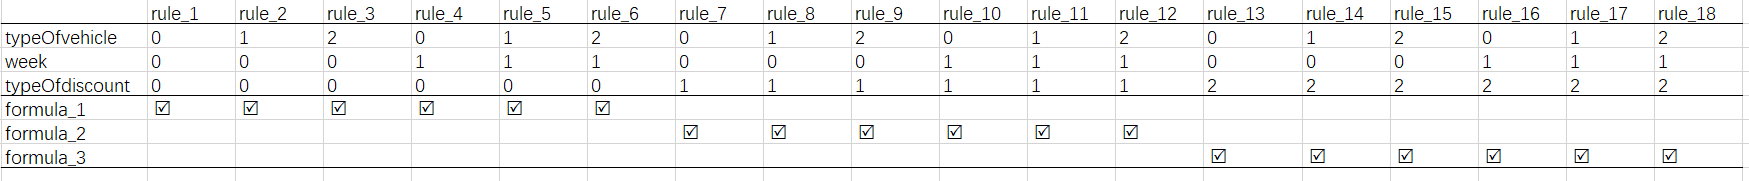 rule_1 rule_2 rule_3 rule_4 rule_5 rule_6 rule_7 rule_8 rule_9 rule_10 rule_11 rule_12 rule_13 rule_14 rule_15 rule_16 rule_17 rule_18
typeOfvehicle 0 1 2 0 1 2 0 1 2 0 1 2 0 1 2 0 1 2
week 0 0 0 1 1 1 0 0 0 1 1 1 0 0 0 1 1 1
typeOfdiscount 0 0 0 0 0 0 1 1 1 1 1 1 2 2 2 2 2 2
formula_1 ☑ ☑ ☑ ☑ ☑ ☑
formula_2 ☑ ☑ ☑ ☑ ☑ ☑
formula_3 ☑ ☑ ☑ ☑ ☑ ☑